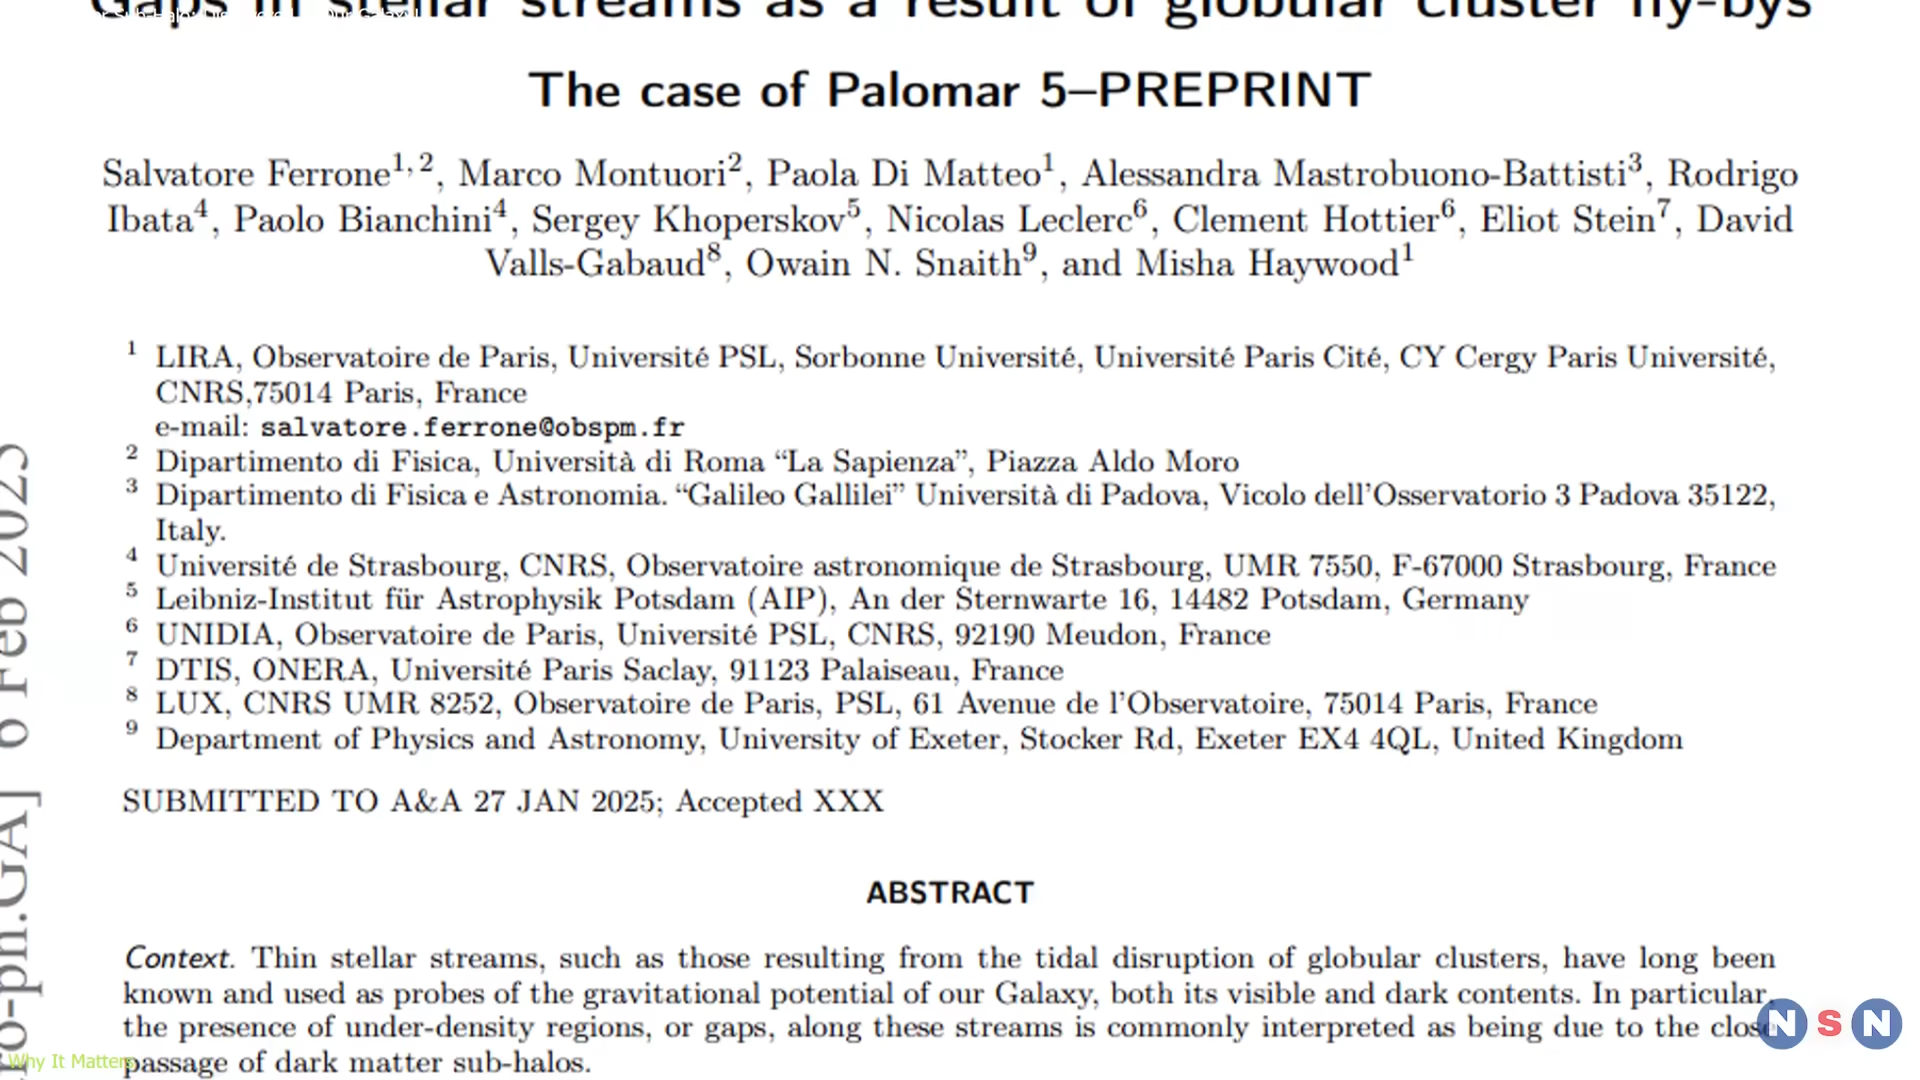 Gaps in stellar streams as a result of globular cluster fly-bys
The case of Palomar 5–PREPRINT
Salvatore Ferrone1, 2, Marco Montuori2, Paola Di Matteo1, Alessandra Mastrobuono-Battisti3, Rodrigo
Ibata4, Paolo Bianchini4, Sergey Khoperskov5, Nicolas Leclerc6, Clement Hottier6, Eliot Stein7, David
Valls-Gabaud8, Owain N. Snaith9, and Misha Haywood1
1 LIRA, Observatoire de Paris, Université PSL, Sorbonne Université, Université Paris Cité, CY Cergy Paris Université,
CNRS,75014 Paris, France
e-mail: salvatore.ferrone@obspm.fr
2 Dipartimento di Fisica, Università di Roma “La Sapienza”, Piazza Aldo Moro
3 Dipartimento di Fisica e Astronomia. “Galileo Gallilei” Università di Padova, Vicolo dell’Osservatorio 3 Padova 35122,
Italy.
4 Université de Strasbourg, CNRS, Observatoire astronomique de Strasbourg, UMR 7550, F-67000 Strasbourg, France
5 Leibniz-Institut für Astrophysik Potsdam (AIP), An der Sternwarte 16, 14482 Potsdam, Germany
6 UNIDIA, Observatoire de Paris, Université PSL, CNRS, 92190 Meudon, France
7 DTIS, ONERA, Université Paris Saclay, 91123 Palaiseau, France
8 LUX, CNRS UMR 8252, Observatoire de Paris, PSL, 61 Avenue de l’Observatoire, 75014 Paris, France
9 Department of Physics and Astronomy, University of Exeter, Stocker Rd, Exeter EX4 4QL, United Kingdom
SUBMITTED TO A&A 27 JAN 2025; Accepted XXX
ABSTRACT
Context. Thin stellar streams, such as those resulting from the tidal disruption of globular clusters, have long been
known and used as probes of the gravitational potential of our Galaxy, both its visible and dark contents. In particular,
the presence of under-density regions, or gaps, along these streams is commonly interpreted as being due to the close
passage of dark matter sub-halos.
6 Feb 2025
Why It Matters
N S N